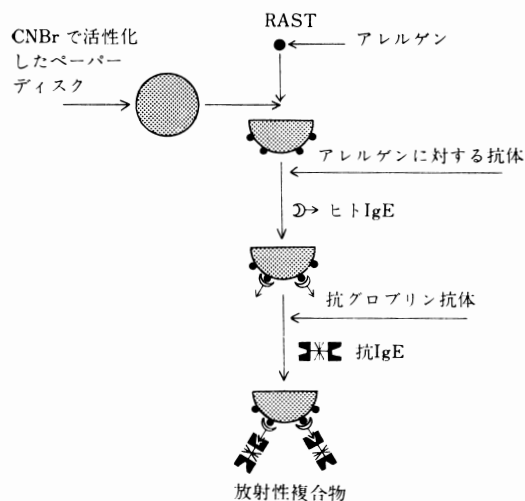 RAST
CNBr で活性化
したペーパー
ディスク
アレルゲン
アレルゲンに対する抗体
ヒトIgE
抗グロブリン抗体
抗IgE
放射性複合物